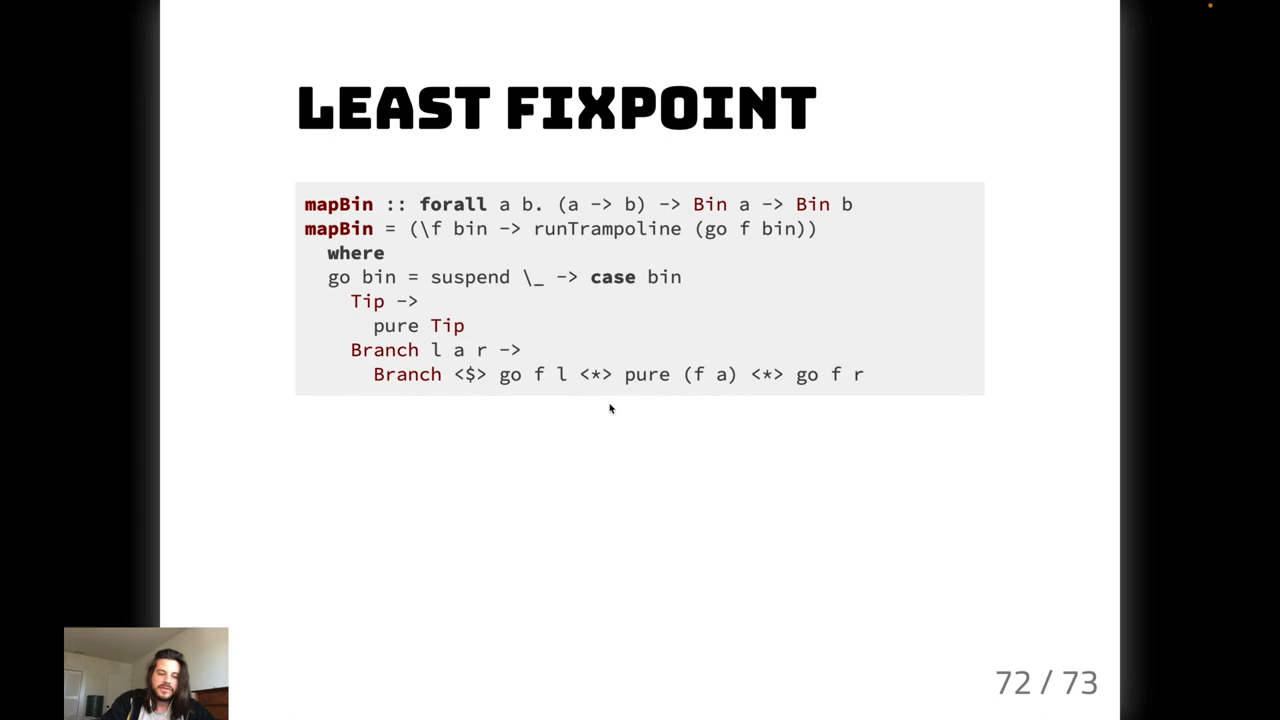 LEAST FIXPOINT
mapBin :: forall a b. (a -> b) -> Bin a -> Bin b
mapBin = (\f bin -> runTrampoline (go f bin))
  where
  go bin = suspend \_ -> case bin
    Tip ->
      pure Tip
    Branch l a r ->
      Branch <$> go f l <*> pure (f a) <*> go f r
72 / 73